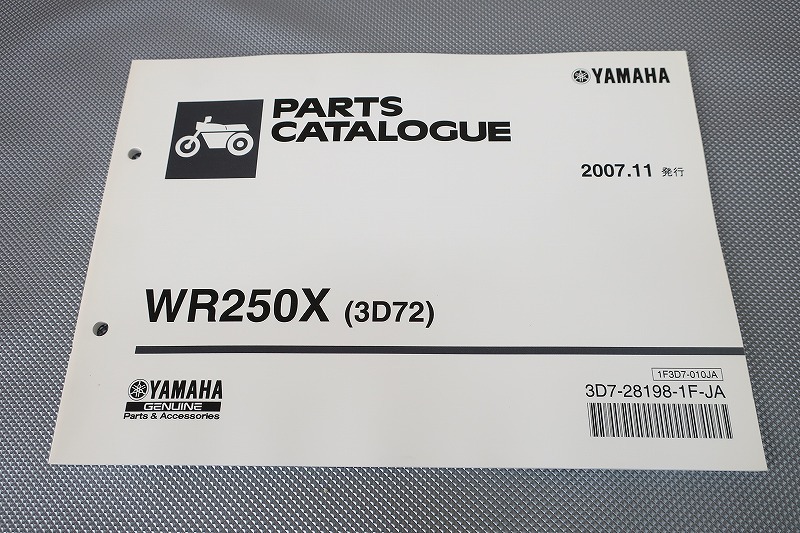 YAMAHA
PARTS
CATALOGUE
2007.11 発行
WR250X (3D72)
YAMAHA
GENUINE
Parts & Accessories
1F3D7-010JA
3D7-28198-1F-JA